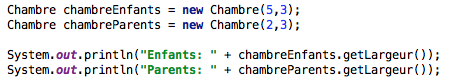 Chambre chambreEnfants = new Chambre(5,3);
Chambre chambreParents = new Chambre(2,3);
System.out.println("Enfants: " + chambreEnfants.getLargeur());
System.out.println("Parents: " + chambreParents.getLargeur());